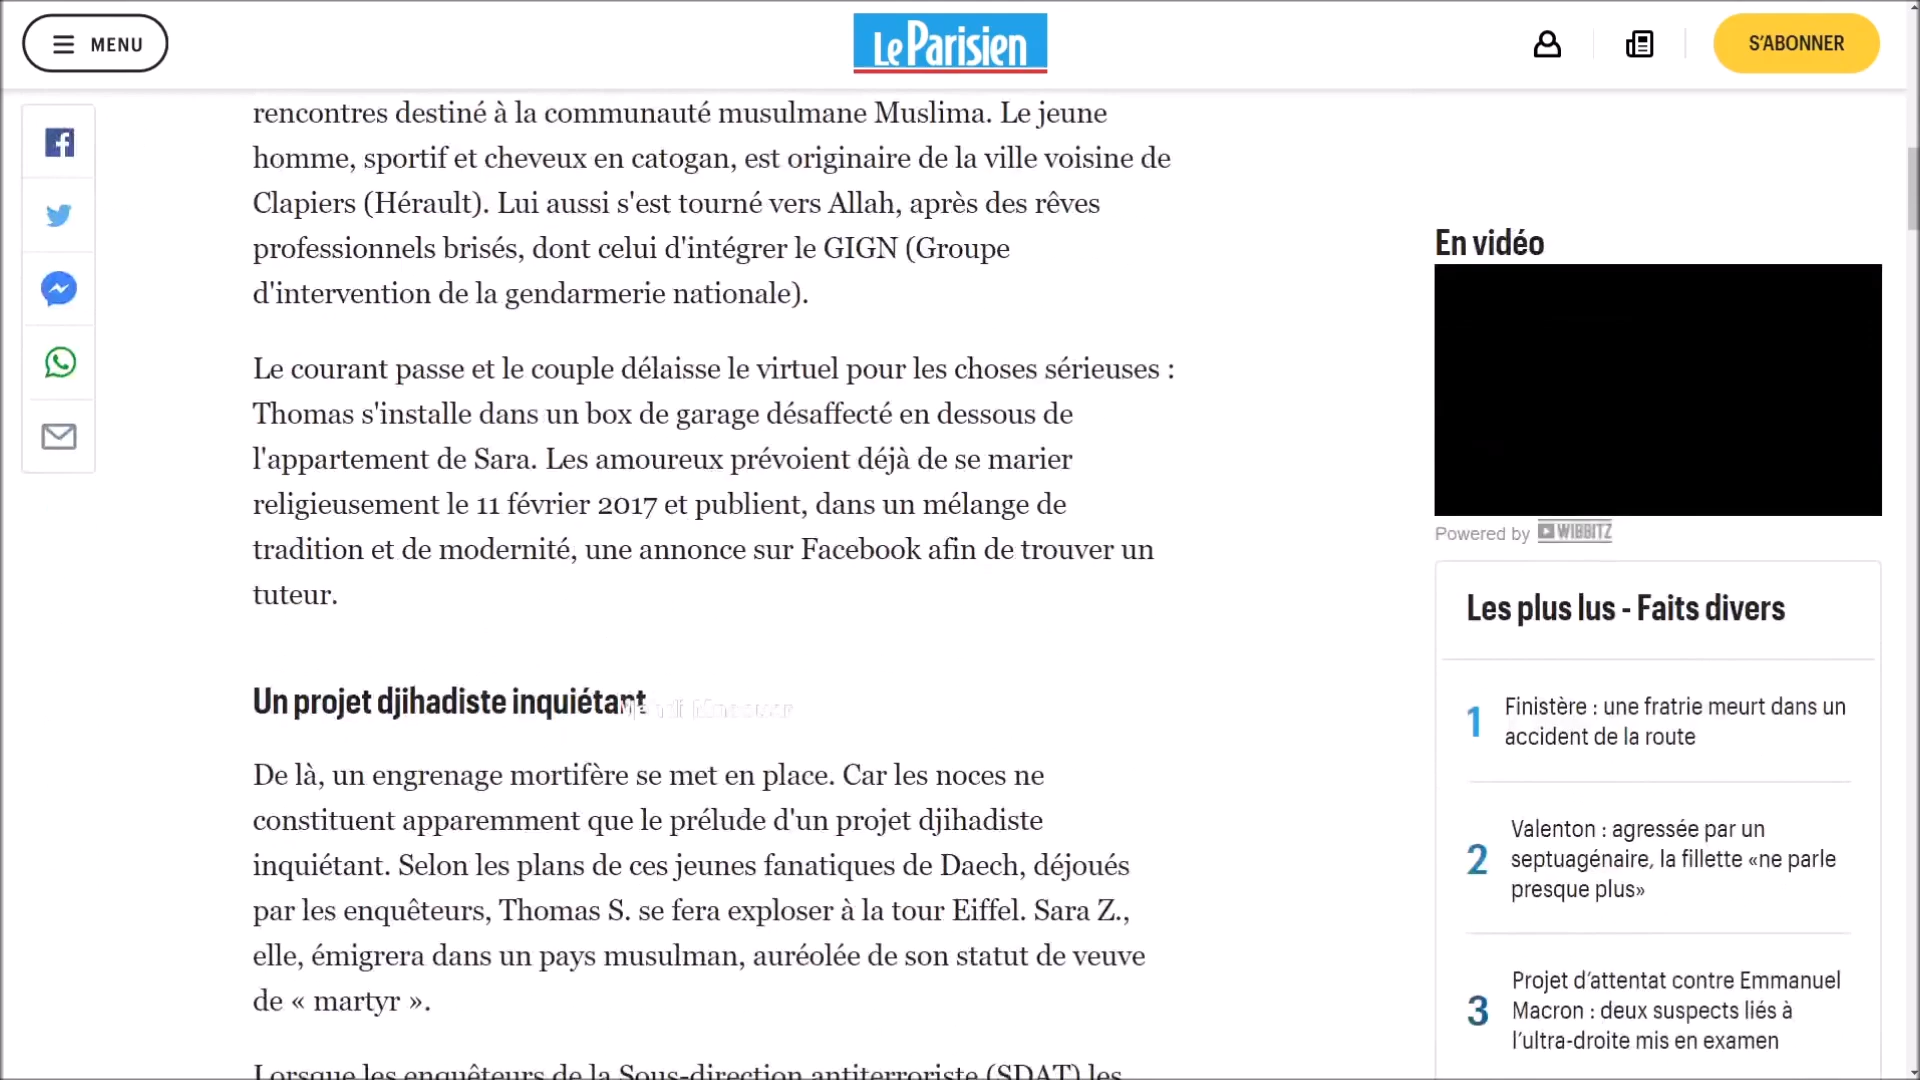 MENU
Le Parisien
S'ABONNER
rencontres destiné à la communauté musulmane Muslima. Le jeune
homme, sportif et cheveux en catogan, est originaire de la ville voisine de
Clapiers (Hérault). Lui aussi s'est tourné vers Allah, après des rêves
professionnels brisés, dont celui d'intégrer le GIGN (Groupe
d'intervention de la gendarmerie nationale).
Le courant passe et le couple délaisse le virtuel pour les choses sérieuses :
Thomas s'installe dans un box de garage désaffecté en dessous de
l'appartement de Sara. Les amoureux prévoient déjà de se marier
religieusement le 11 février 2017 et publient, dans un mélange de
tradition et de modernité, une annonce sur Facebook afin de trouver un
tuteur.
Un projet djihadiste inquiétant
De là, un engrenage mortifère se met en place. Car les noces ne
constituent apparemment que le prélude d'un projet djihadiste
inquiétant. Selon les plans de ces jeunes fanatiques de Daech, déjoués
par les enquêteurs, Thomas S. se fera exploser à la tour Eiffel. Sara Z.,
elle, émigrera dans un pays musulman, auréolée de son statut de veuve
de « martyr ».
Lorsque les enquêteurs de la Sous-direction antiterroriste (SDAT) les
En vidéo
Powered by WIBBITZ
Les plus lus - Faits divers
1
Finistère : une fratrie meurt dans un
accident de la route
2
Valenton : agressée par un
septuagénaire, la fillette «ne parle
presque plus»
3
Projet d’attentat contre Emmanuel
Macron : deux suspects liés à
l’ultra-droite mis en examen